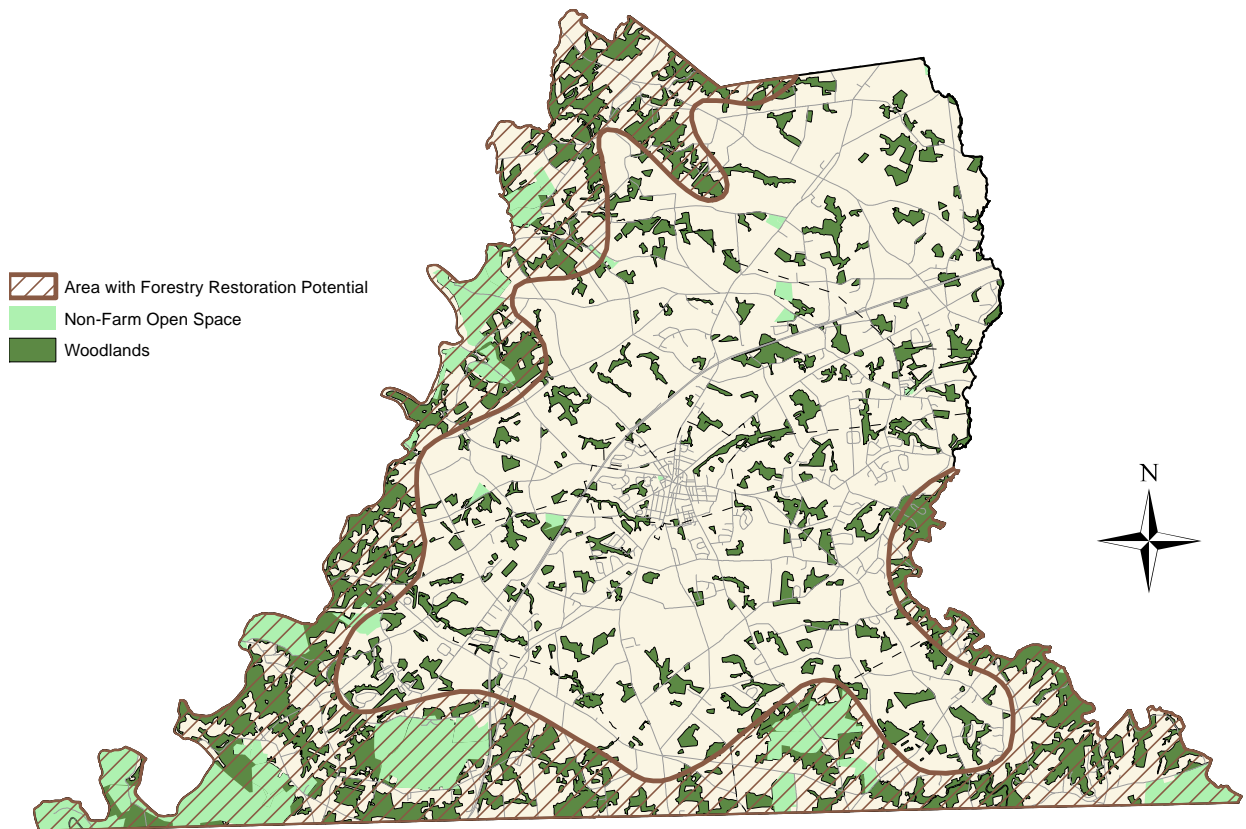 N
Area with Forestry Restoration Potential
Non-Farm Open Space
Woodlands